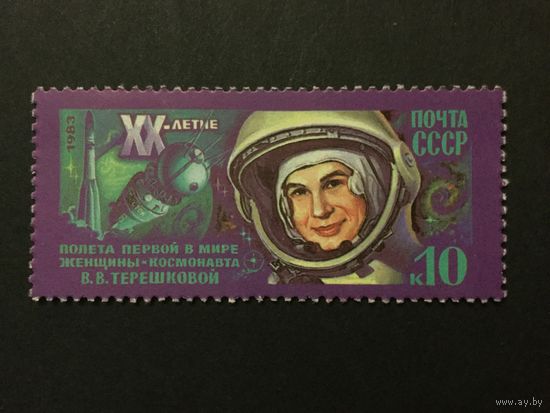 1983
XX-ЛЕТИЕ
ПОЛЕТА ПЕРВОЙ В МИРЕ
ЖЕНЩИНЫ-КОСМОНАВТА
В.В.ТЕРЕШКОВОЙ
ПОЧТА
СССР
к10
www.ay.by